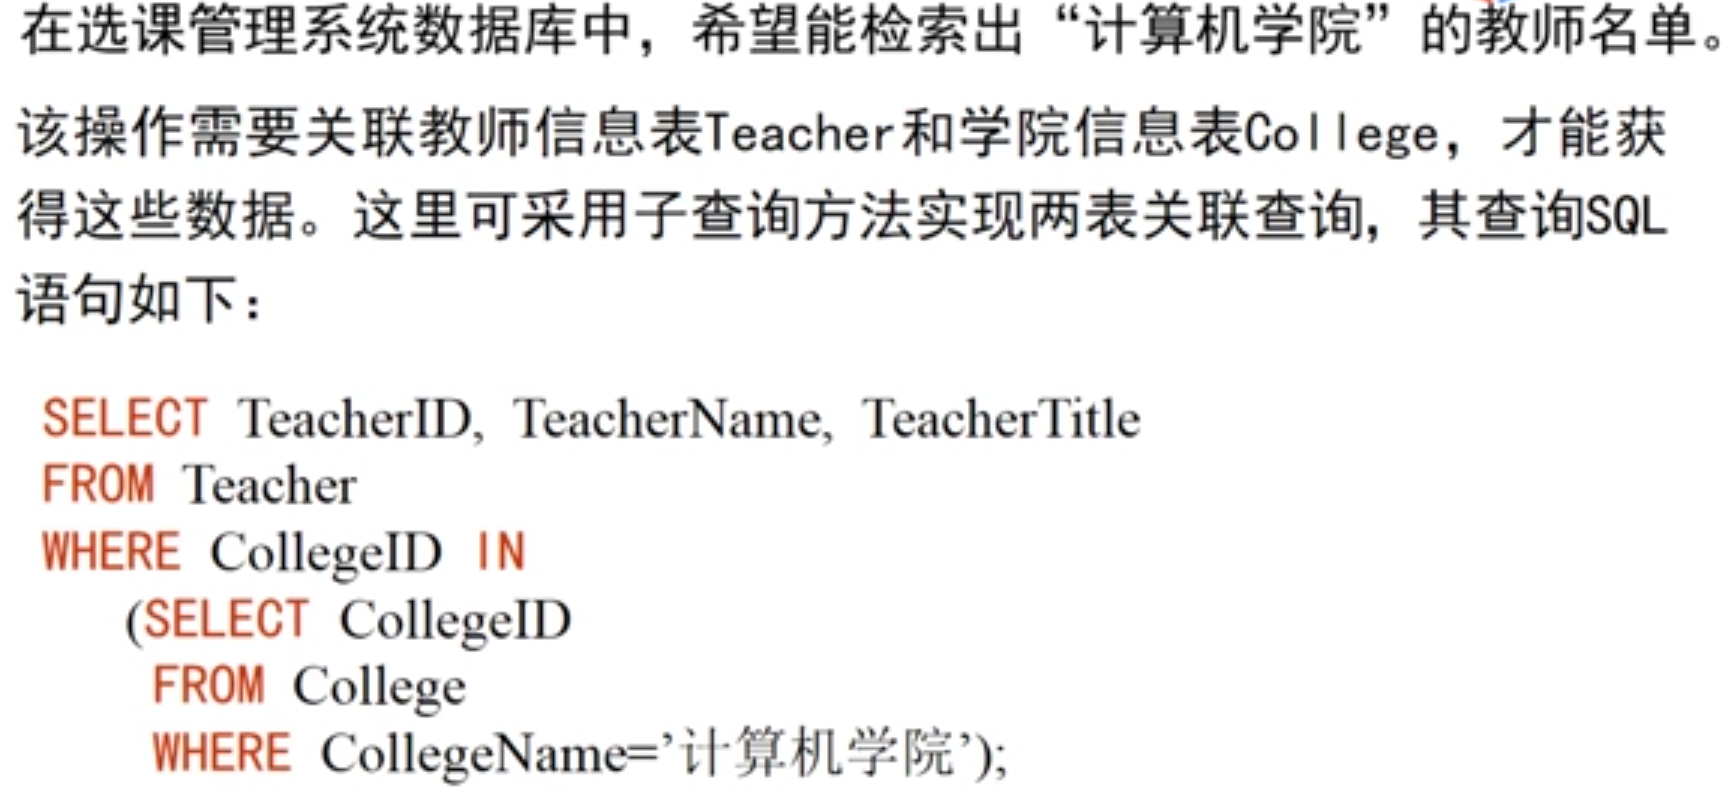 在选课管理系统数据库中，希望能检索出“计算机学院”的教师名单。
该操作需要关联教师信息表Teacher和学院信息表College，才能获
得这些数据。这里可采用子查询方法实现两表关联查询，其查询SQL
语句如下：
SELECT TeacherID, TeacherName, TeacherTitle
FROM Teacher
WHERE CollegeID IN
(SELECT CollegeID
FROM College
WHERE CollegeName=’计算机学院’);